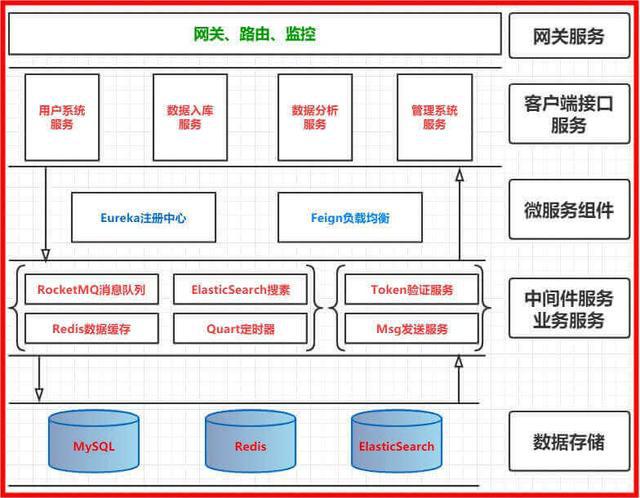 网关、路由、监控
网关服务
用户系统
服务
数据入库
服务
数据分析
服务
管理系统
服务
客户端接口
服务
Eureka注册中心
Feign负载均衡
微服务组件
RocketMQ消息队列
ElasticSearch搜素
Token验证服务
Redis数据缓存
Quart定时器
Msg发送服务
中间件服务
业务服务
MySQL
Redis
ElasticSearch
数据存储